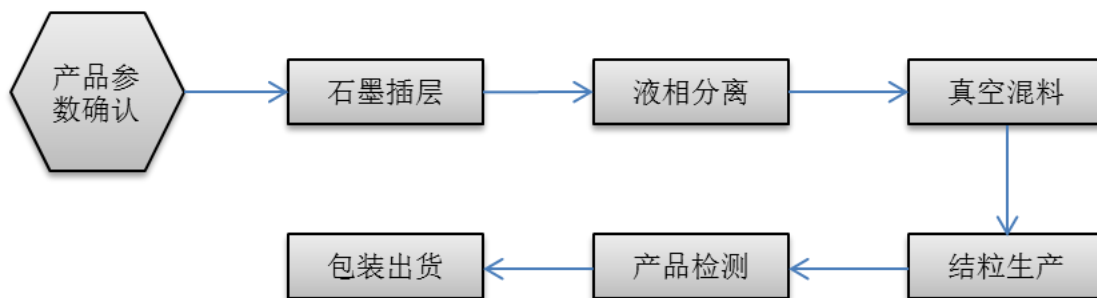 产品参
数确认
石墨插层
液相分离
真空混料
结粒生产
产品检测
包装出货